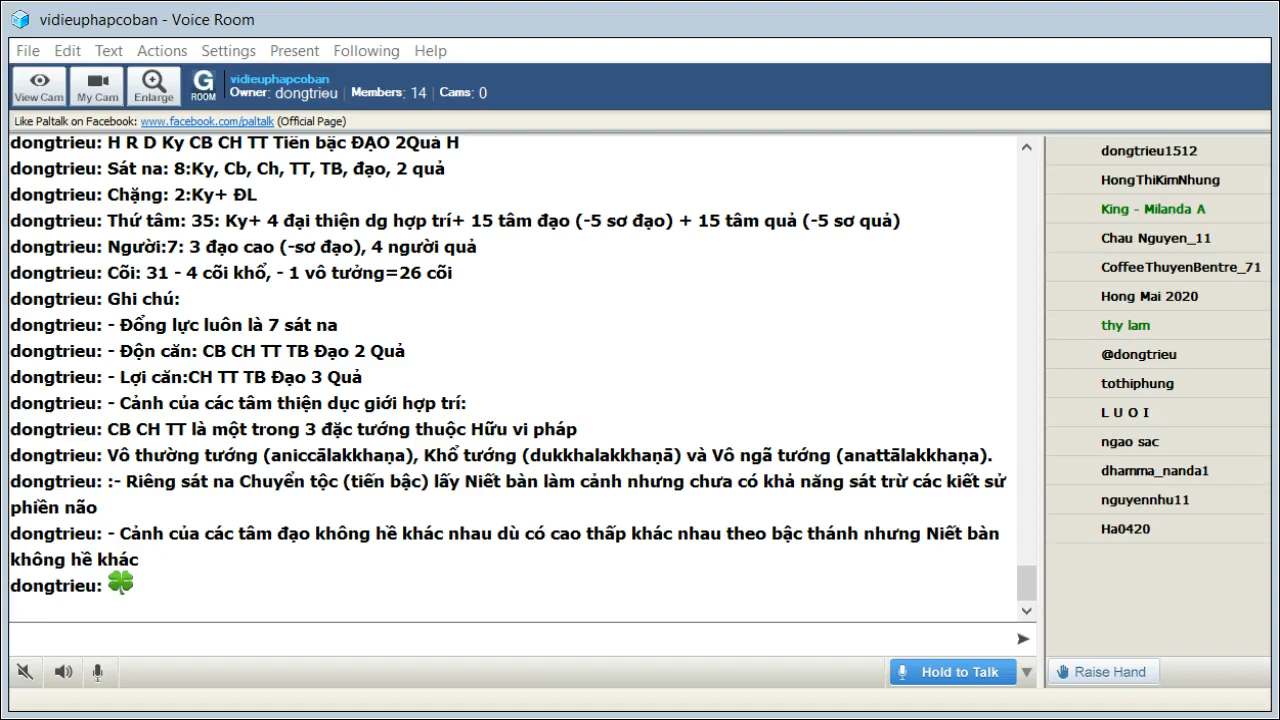 vidieuphapcoban - Voice Room
File Edit Text Actions Settings Present Following Help
View Cam My Cam Enlarge G ROOM vidieuphapcoban
Owner: dongtrieu | Members: 14 | Cams: 0
Like Paltalk on Facebook: www.facebook.com/paltalk (Official Page)
dongtrieu: H R D Ky CB CH TT Tiến bậc ĐẠO 2Quả H
dongtrieu: Sát na: 8:Ky, Cb, Ch, TT, TB, đạo, 2 quả
dongtrieu: Chặng: 2:Ky+ ĐL
dongtrieu: Thứ tâm: 35: Ky+ 4 đại thiện dg hợp trí+ 15 tâm đạo (-5 sơ đạo) + 15 tâm quả (-5 sơ quả)
dongtrieu: Người:7: 3 đạo cao (-sơ đạo), 4 người quả
dongtrieu: Cõi: 31 - 4 cõi khổ, - 1 vô tưởng=26 cõi
dongtrieu: Ghi chú:
dongtrieu: - Đổng lực luôn là 7 sát na
dongtrieu: - Độn căn: CB CH TT TB Đạo 2 Quả
dongtrieu: - Lợi căn:CH TT TB Đạo 3 Quả
dongtrieu: - Cảnh của các tâm thiện dục giới hợp trí:
dongtrieu: CB CH TT là một trong 3 đặc tướng thuộc Hữu vi pháp
dongtrieu: Vô thường tướng (aniccālakkhaṇa), Khổ tướng (dukkhalakkhaṇā) và Vô ngã tướng (anattālakkhaṇa).
dongtrieu: :- Riêng sát na Chuyển tộc (tiến bậc) lấy Niết bàn làm cảnh nhưng chưa có khả năng sát trừ các kiết sử
phiền não
dongtrieu: - Cảnh của các tâm đạo không hề khác nhau dù có cao thấp khác nhau theo bậc thánh nhưng Niết bàn
không hề khác
dongtrieu:
dongtrieu1512
HongThiKimNhung
King - Milanda A
Chau Nguyen_11
CoffeeThuyenBentre_71
Hong Mai 2020
thy lam
@dongtrieu
tothiphung
L U O I
ngao sac
dhamma_nanda1
nguyennhu11
Ha0420
Hold to Talk
Raise Hand